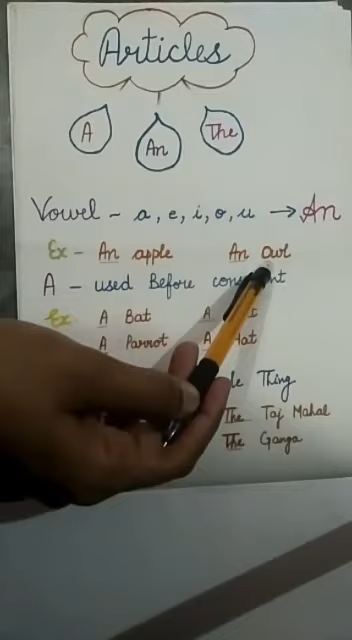 Articles
A An The
Vowel - a, e, i, o, u → An
Ex - An apple An owl
A - used Before
Ex A Bat A
A Parrot A Hat
Thing
The Taj Mahal
The Ganga